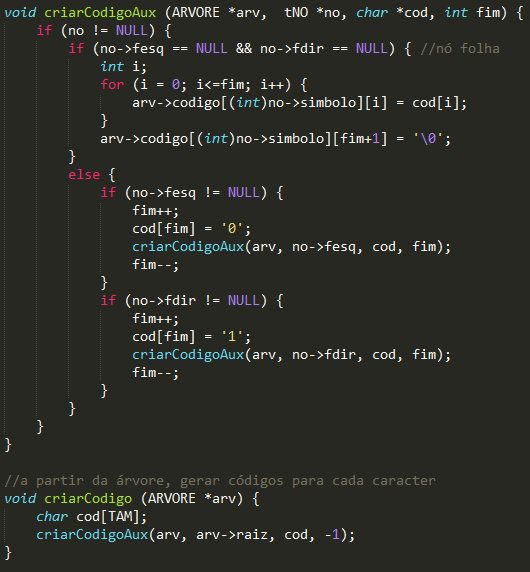 void criarCodigoAux (ARVORE *arv,  tNO *no, char *cod, int fim) {
    if (no != NULL) {
        if (no->fesq == NULL && no->fdir == NULL) { //nó folha
            int i;
            for (i = 0; i<=fim; i++) {
                arv->codigo[(int)no->simbolo][i] = cod[i];
            }
            arv->codigo[(int)no->simbolo][fim+1] = '\0';
        }
        else {
            if (no->fesq != NULL) {
                fim++;
                cod[fim] = '0';
                criarCodigoAux(arv, no->fesq, cod, fim);
                fim--;
            }
            if (no->fdir != NULL) {
                fim++;
                cod[fim] = '1';
                criarCodigoAux(arv, no->fdir, cod, fim);
                fim--;
            }
        }
    }
}

//a partir da árvore, gerar códigos para cada caracter
void criarCodigo (ARVORE *arv) {
    char cod[TAM];
    criarCodigoAux(arv, arv->raiz, cod, -1);
}